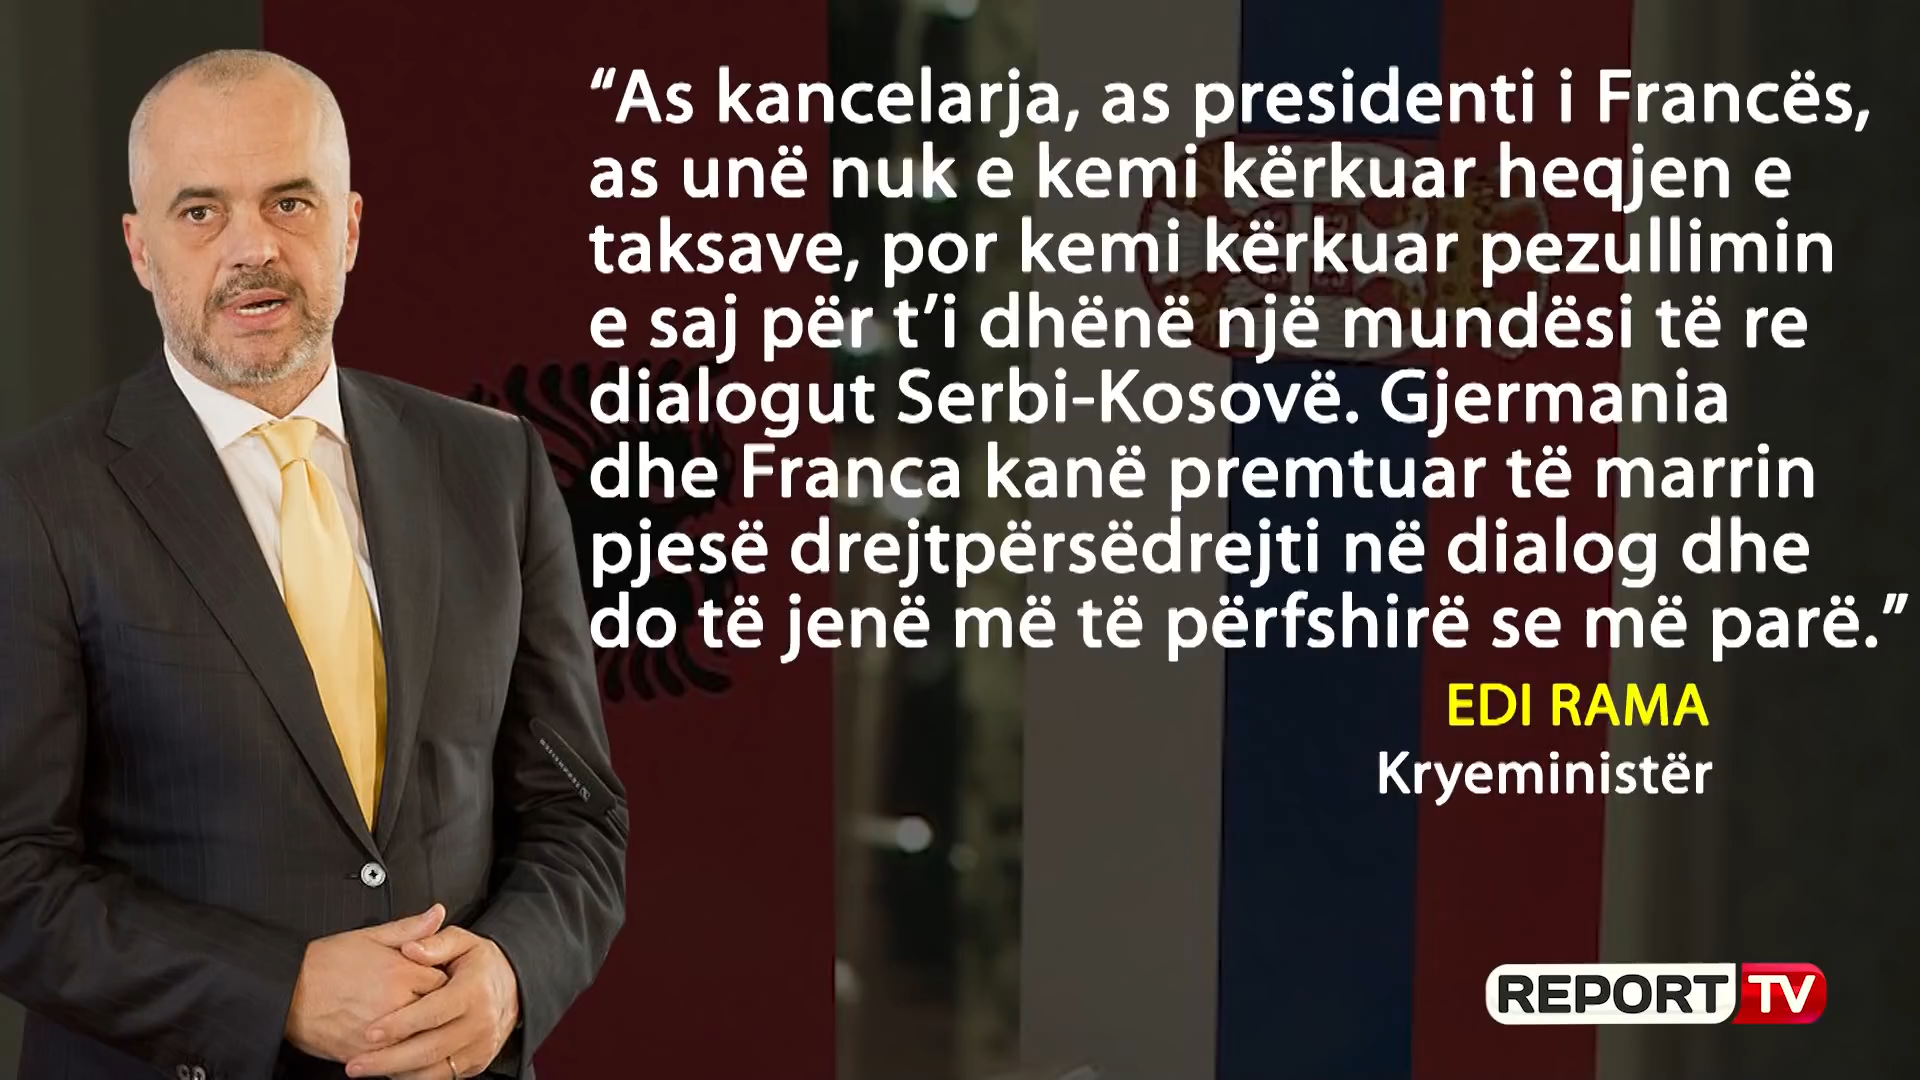 “As kancelarja, as presidenti i Francës,
as unë nuk e kemi kërkuar heqjen e
taksave, por kemi kërkuar pezullimin
e saj për t’i dhënë një mundësi të re
dialogut Serbi-Kosovë. Gjermania
dhe Franca kanë premtuar të marrin
pjesë drejtpërsëdrejti në dialog dhe
do të jenë më të përfshirë se më parë.”
EDI RAMA
Kryeministër
REPORT TV